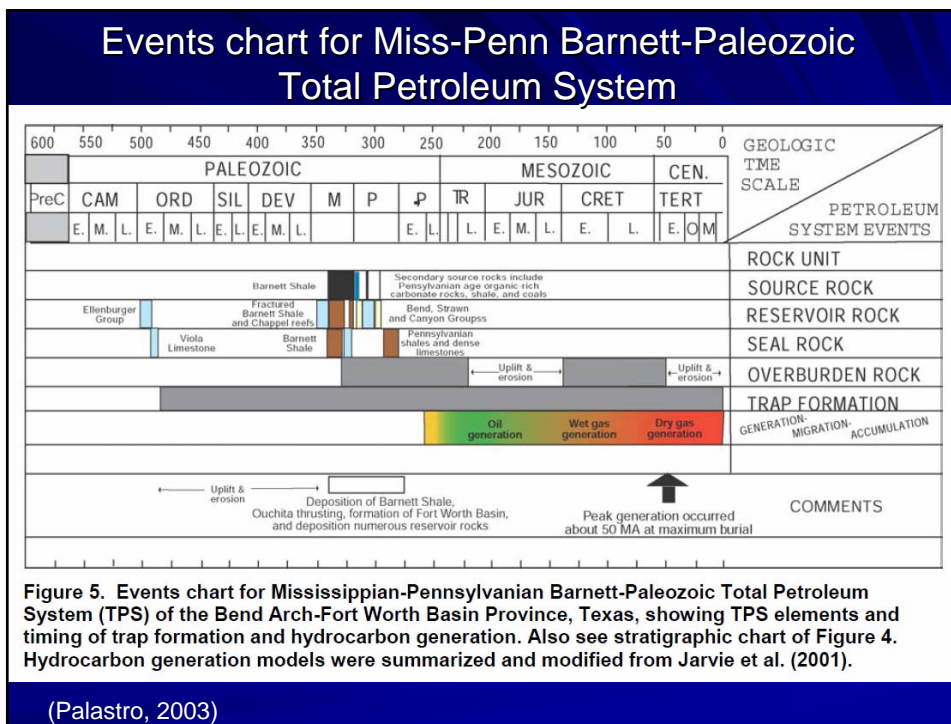 Events chart for Miss-Penn Barnett-Paleozoic
Total Petroleum System
600 550 500 450 400 350 300 250 200 150 100 50 0
GEOLOGIC
TIME
SCALE
PALEOZOIC MESOZOIC CEN.
PreC CAM ORD SIL DEV M P P TR JUR CRET TERT
PETROLEUM
SYSTEM EVENTS
E. M. L. E. M. L. E. L. E. M. L. E. L. L. E. M. L. E. L. E. O M
ROCK UNIT
Barnett Shale
Secondary source rocks include
Pensylvanian age organic-rich
carbonate rocks, shale, and coals
SOURCE ROCK
Ellenburger
Group
Fractured
Barnett Shale
and Chappel reefs
Bend, Strawn
and Canyon Groupss
RESERVOIR ROCK
Viola
Limestone
Barnett
Shale
Pennsylvanian
shales and dense
limestones
SEAL ROCK
Uplift &
erosion
Uplift &
erosion
OVERBURDEN ROCK
TRAP FORMATION
Oil
generation
Wet gas
generation
Dry gas
generation
GENERATION-
MIGRATION-
ACCUMULATION
Uplift &
erosion
Deposition of Barnett Shale,
Ouchita thrusting, formation of Fort Worth Basin,
and deposition numerous reservoir rocks
Peak generation occurred
about 50 MA at maximum burial
COMMENTS
Figure 5. Events chart for Mississippian-Pennsylvanian Barnett-Paleozoic Total Petroleum
System (TPS) of the Bend Arch-Fort Worth Basin Province, Texas, showing TPS elements and
timing of trap formation and hydrocarbon generation. Also see stratigraphic chart of Figure 4.
Hydrocarbon generation models were summarized and modified from Jarvie et al. (2001).
(Palastro, 2003)